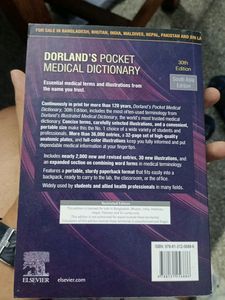 FOR SALE IN BANGLADESH, BHUTAN, INDIA, MALDIVES, NEPAL, PAKISTAN AND
DORLAND'S POCKET
MEDICAL DICTIONARY
30th
Edition
South Asia
Edition
Essential medical terms and illustrations from
the name you trust.
Continuously in print for more than 120 years, Dorland's Pocket Medical
Dictionary, 30th Edition, includes the most often-used terminology from
Dorland's Illustrated Medical Dictionary, the world's most trusted medical
dictionary. Concise terms, carefully selected illustrations, and a convenient,
portable size make this the No. 1 choice of a wide variety of students and
professionals. More than 36,000 entries, a 32-page set of high-quality
anatomic plates, and full-color illustrations keep you fully informed and put
dependable medical information at your fingertips.
Includes nearly 2,000 new and revised entries, 30 new illustrations, and
an expanded section on combining word forms in medical terminology.
Features a portable, sturdy paperback format that fits easily into a
backpack, ready to carry to the lab, the classroom, or the office.
Widely used by students and allied health professionals in many fields.
Restricted Edition
ELSEVIER
elsevier.com